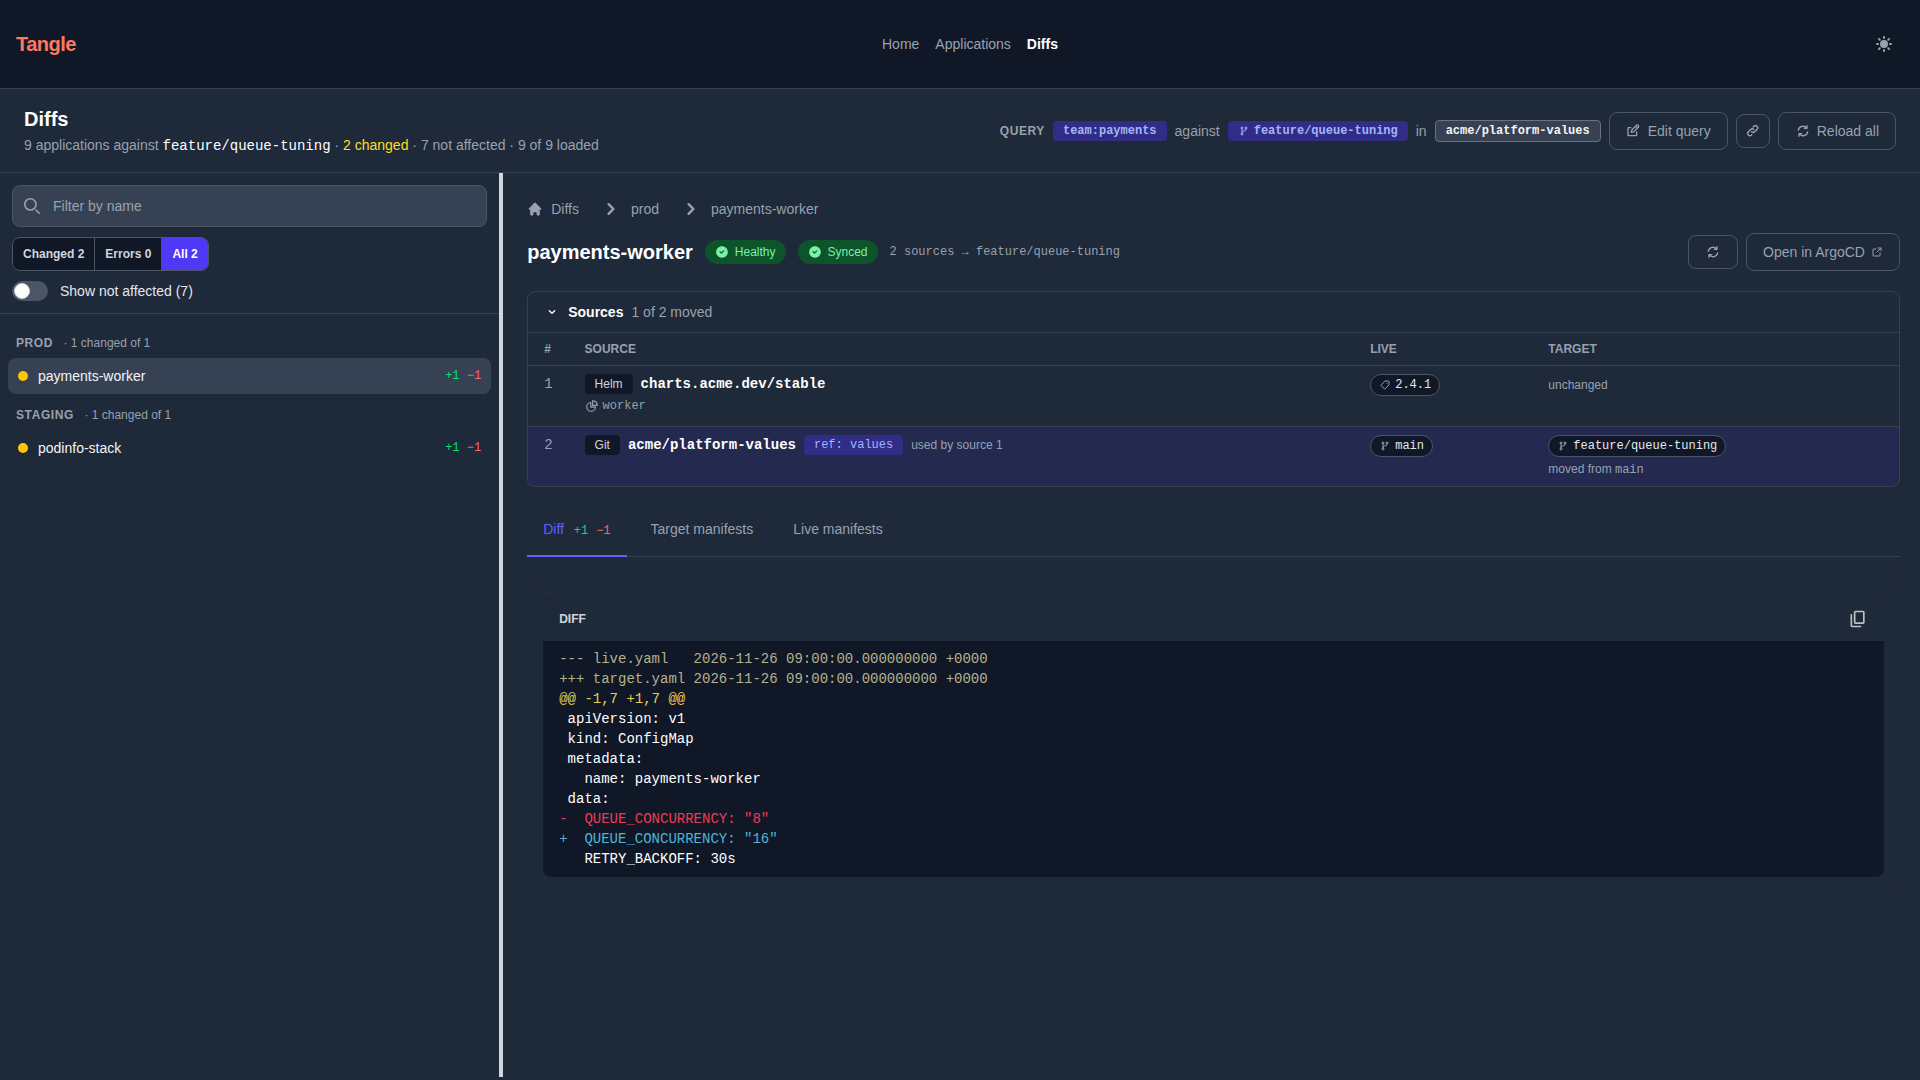 Tangle
Home Applications Diffs
Diffs
9 applications against feature/queue-tuning · 2 changed · 7 not affected · 9 of 9 loaded
QUERY team:payments against feature/queue-tuning in acme/platform-values Edit query Reload all
Filter by name
Changed 2 Errors 0 All 2
Show not affected (7)
PROD · 1 changed of 1
payments-worker +1 −1
STAGING · 1 changed of 1
podinfo-stack +1 −1
Diffs prod payments-worker
payments-worker Healthy Synced 2 sources → feature/queue-tuning Open in ArgoCD
Sources 1 of 2 moved
# SOURCE LIVE TARGET
1 Helm charts.acme.dev/stable 2.4.1 unchanged
worker
2 Git acme/platform-values ref: values used by source 1 main feature/queue-tuning
moved from main
Diff +1 −1 Target manifests Live manifests
DIFF
--- live.yaml   2026-11-26 09:00:00.000000000 +0000
+++ target.yaml 2026-11-26 09:00:00.000000000 +0000
@@ -1,7 +1,7 @@
 apiVersion: v1
 kind: ConfigMap
 metadata:
   name: payments-worker
 data:
-  QUEUE_CONCURRENCY: "8"
+  QUEUE_CONCURRENCY: "16"
   RETRY_BACKOFF: 30s